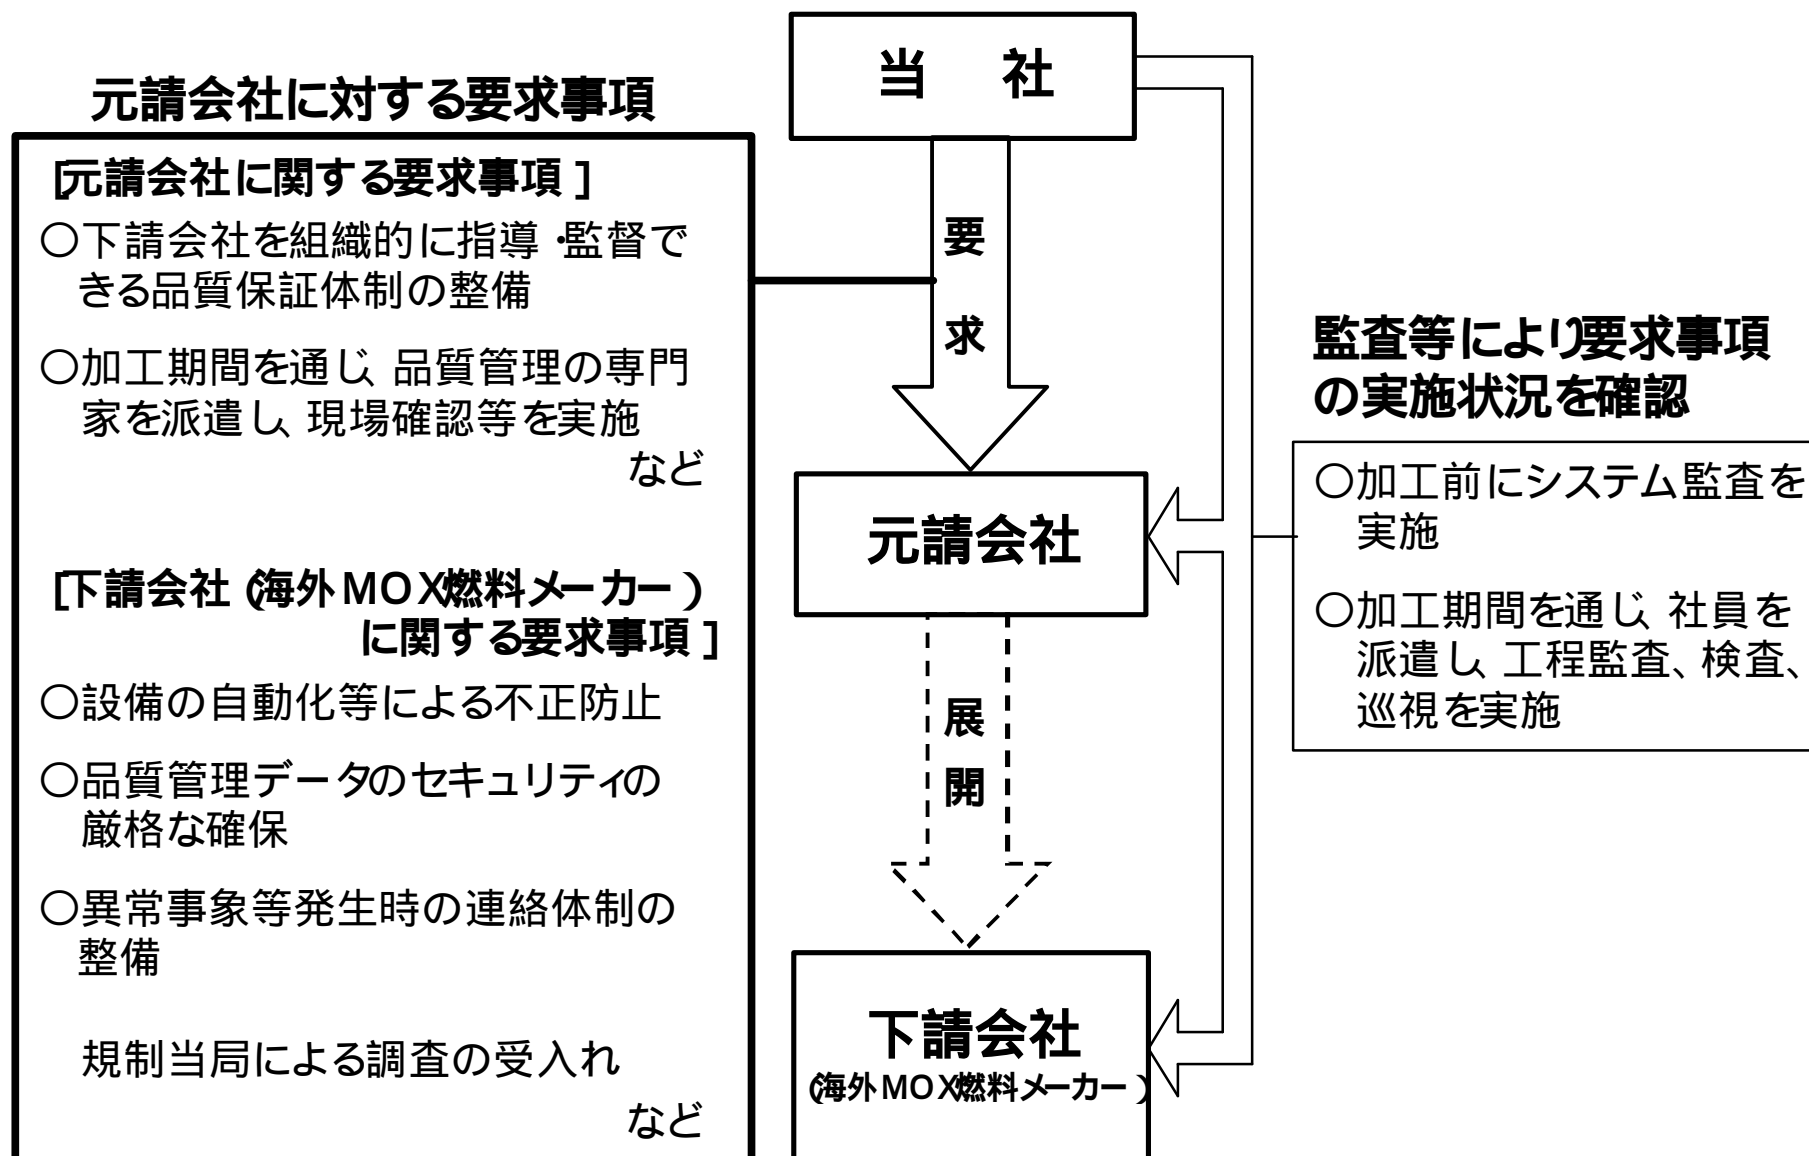 当 社
元請会社に対する要求事項
[元請会社に関する要求事項]
○下請会社を組織的に指導・監督で
きる品質保証体制の整備
○加工期間を通じ、品質管理の専門
家を派遣し、現場確認等を実施
など
[下請会社(海外MOX燃料メーカー)
に関する要求事項]
○設備の自動化等による不正防止
○品質管理データのセキュリティの
厳格な確保
○異常事象等発生時の連絡体制の
整備
規制当局による調査の受入れ
など
要
求
元請会社
展
開
下請会社
(海外MOX燃料メーカー)
監査等により要求事項
の実施状況を確認
○加工前にシステム監査を
実施
○加工期間を通じ、社員を
派遣し、工程監査、検査、
巡視を実施